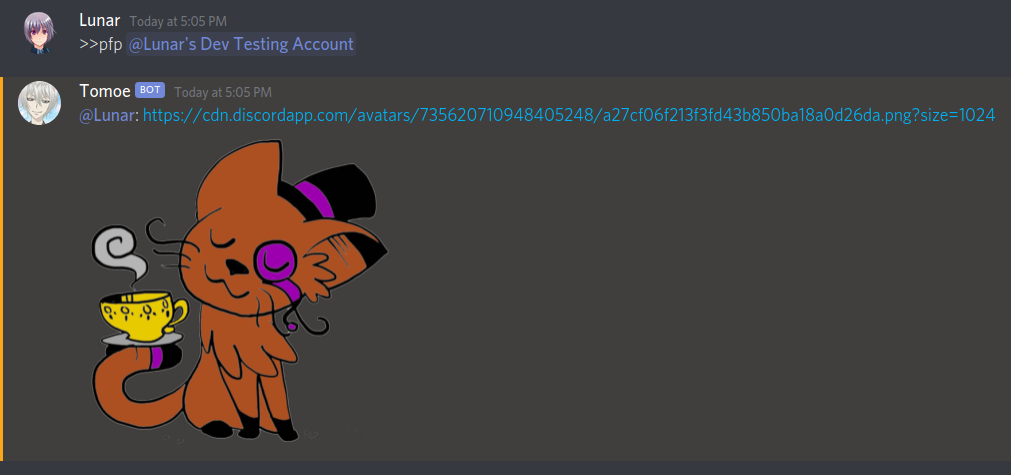 Lunar Today at 5:05 PM
>>pfp @Lunar's Dev Testing Account
Tomoe BOT Today at 5:05 PM
@Lunar: https://cdn.discordapp.com/avatars/735620710948405248/a27cf06f213f3fd43b850ba18a0d26da.png?size=1024